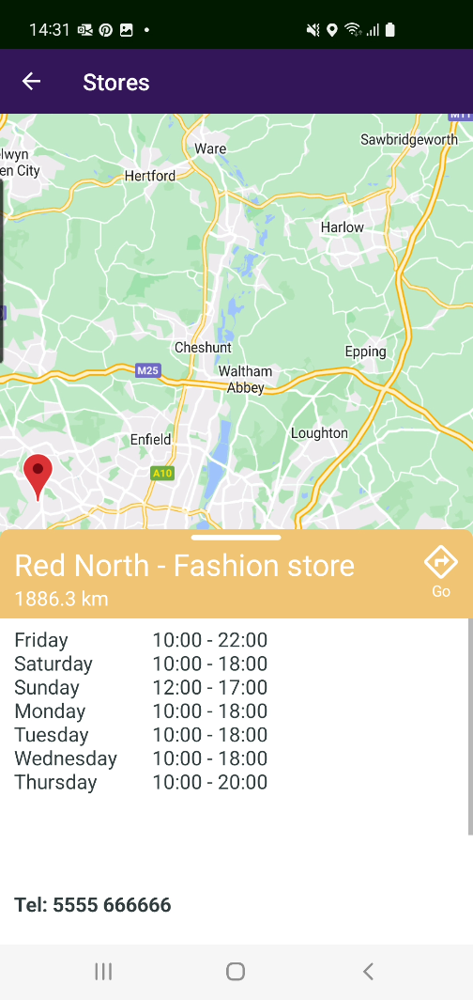 14:31
Stores
M11
Sawbridgeworth
Ware
lwyn
en City
Hertford
Harlow
Cheshunt
Epping
M25
Waltham
Abbey
Enfield
Loughton
A10
Red North - Fashion store
1886.3 km
Go
Friday 10:00 - 22:00
Saturday 10:00 - 18:00
Sunday 12:00 - 17:00
Monday 10:00 - 18:00
Tuesday 10:00 - 18:00
Wednesday 10:00 - 18:00
Thursday 10:00 - 20:00
Tel: 5555 666666